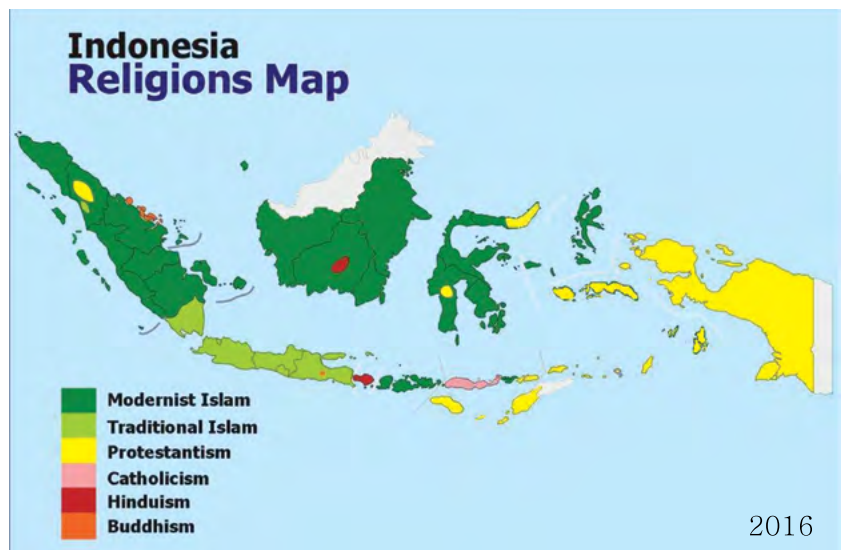 Indonesia
Religions Map
Modernist Islam
Traditional Islam
Protestantism
Catholicism
Hinduism
Buddhism
2016